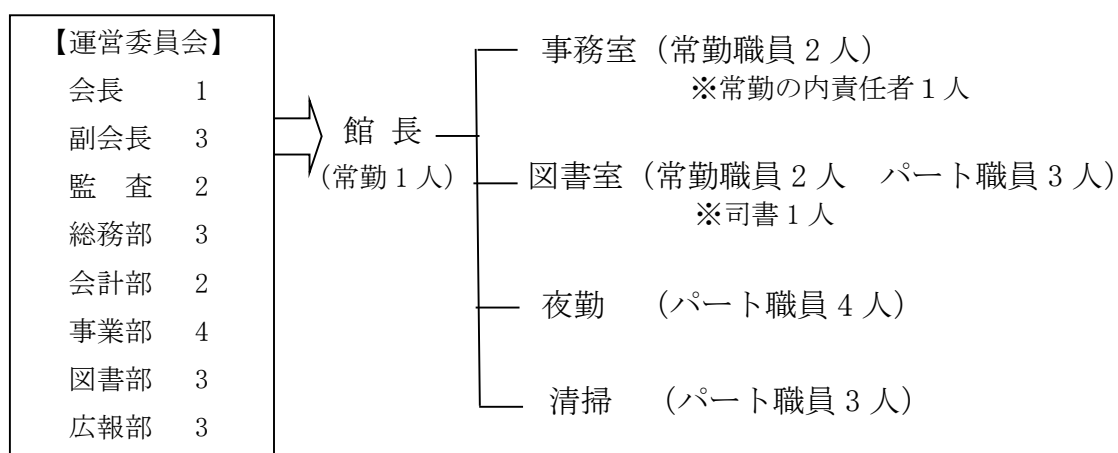 【運営委員会】
会長 1
副会長 3
監 査 2
総務部 3
会計部 2
事業部 4
図書部 3
広報部 3
館 長
(常勤1人)
事務室（常勤職員2人）
※常勤の内責任者1人
図書室（常勤職員2人 パート職員3人）
※司書1人
夜勤 （パート職員4人）
清掃 （パート職員3人）